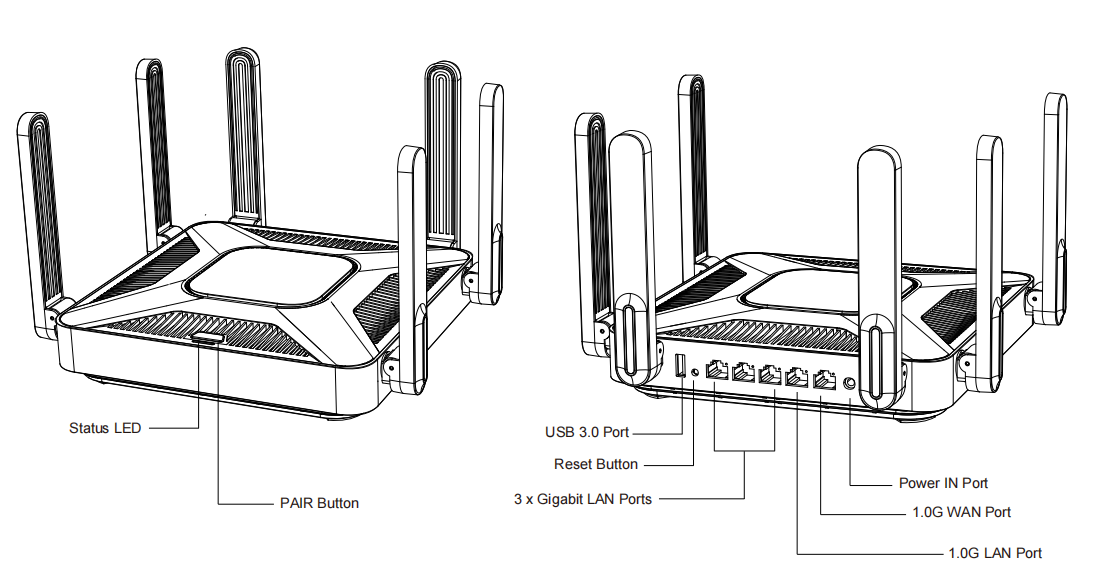 Status LED
PAIR Button
USB 3.0 Port
Reset Button
3 x Gigabit LAN Ports
Power IN Port
1.0G WAN Port
1.0G LAN Port